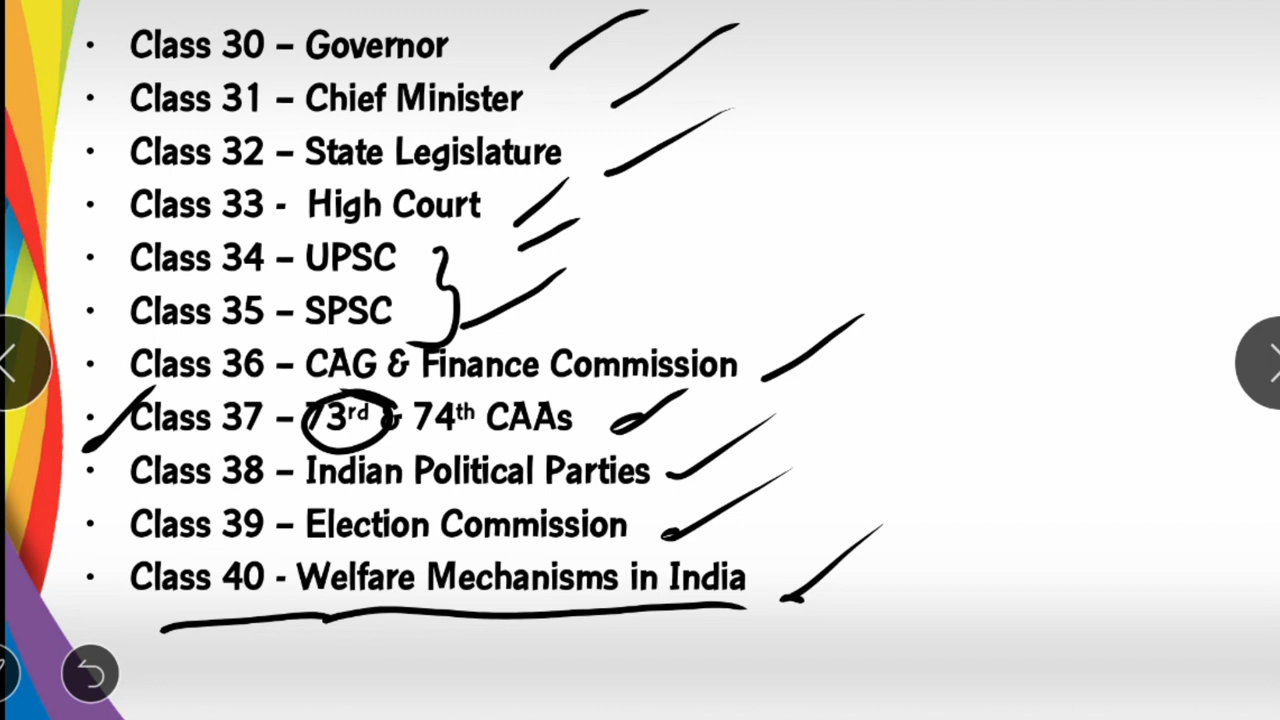 • Class 30 – Governor
• Class 31 – Chief Minister
• Class 32 – State Legislature
• Class 33 - High Court
• Class 34 – UPSC
• Class 35 – SPSC
• Class 36 – CAG & Finance Commission
• Class 37 – 73rd & 74th CAAs
• Class 38 – Indian Political Parties
• Class 39 – Election Commission
• Class 40 - Welfare Mechanisms in India